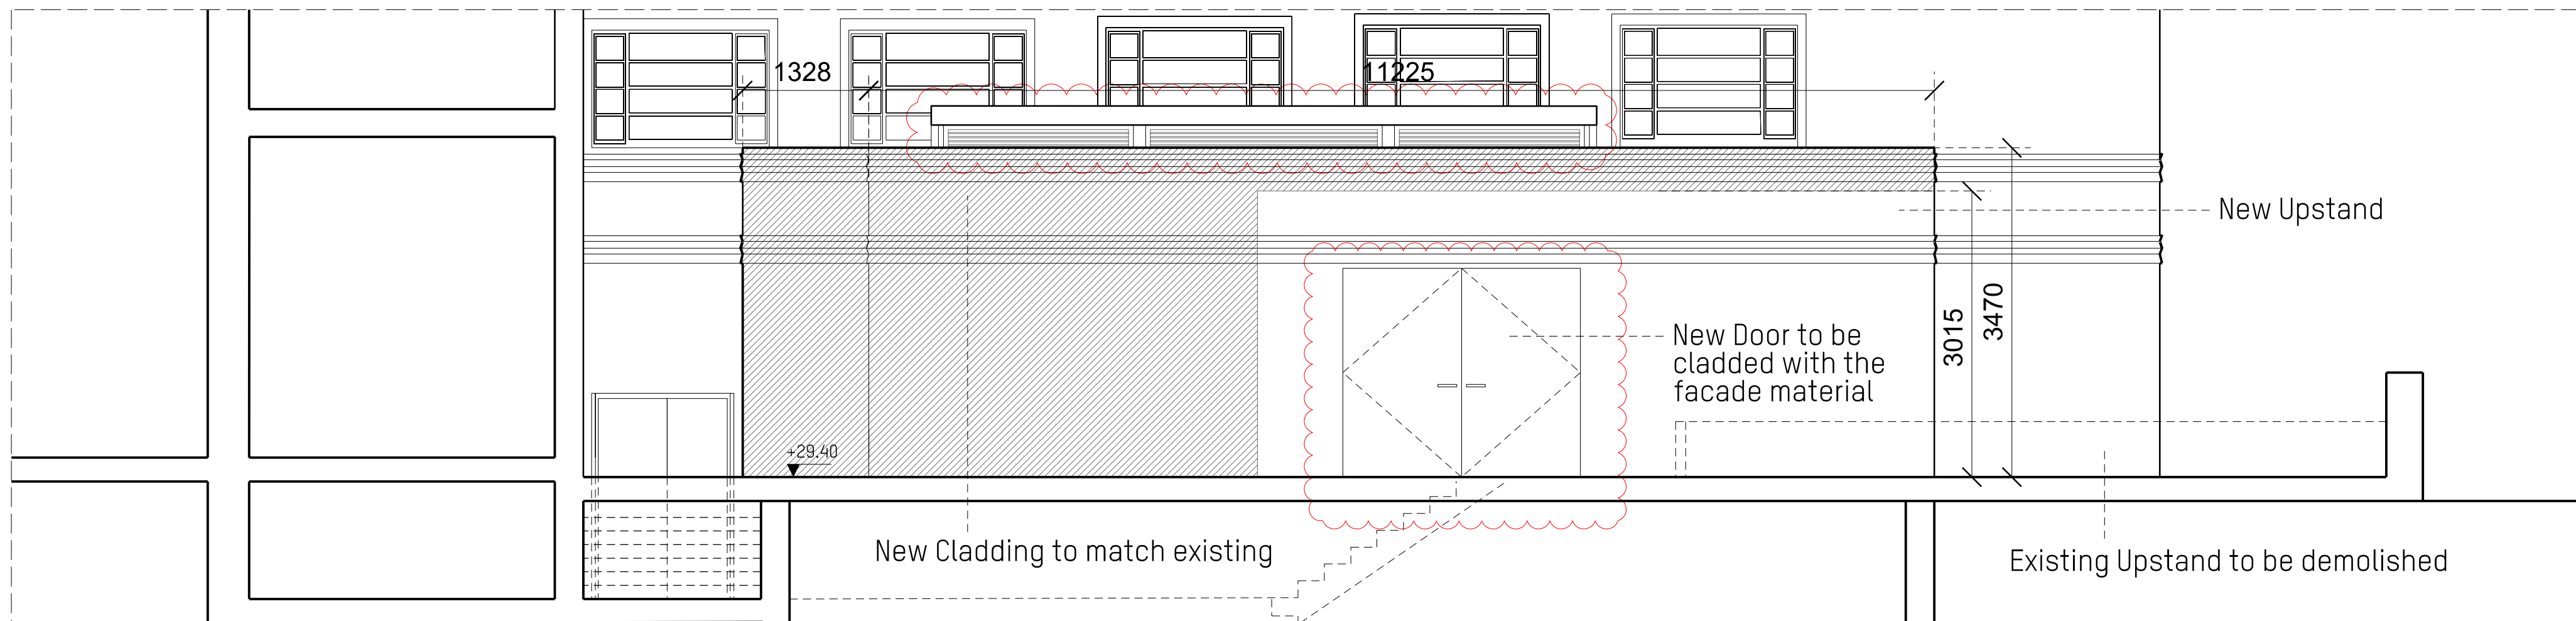 1328
11225
New Upstand
3015
3470
New Door to be
cladded with the
facade material
+29.40
New Cladding to match existing
Existing Upstand to be demolished